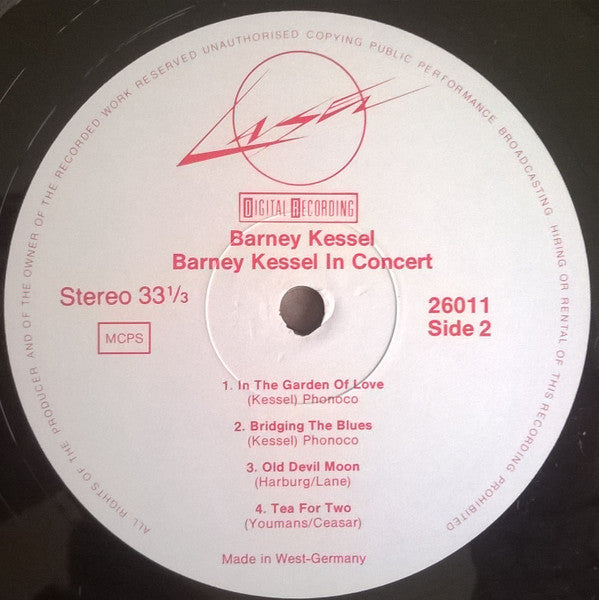 ALL RIGHTS OF THE PRODUCER AND OF THE OWNER OF THE RECORDED WORK RESERVED UNAUTHORISED COPYING PUBLIC PERFORMANCE BROADCASTING HIRING OR RENTAL OF THIS RECORDING PROHIBITED
LASER
DIGITAL RECORDING
Barney Kessel
Barney Kessel In Concert
Stereo 33 1/3
MCPS
26011
Side 2
1. In The Garden Of Love
(Kessel) Phonoco
2. Bridging The Blues
(Kessel) Phonoco
3. Old Devil Moon
(Harburg/Lane)
4. Tea For Two
(Youmans/Ceasar)
Made in West-Germany